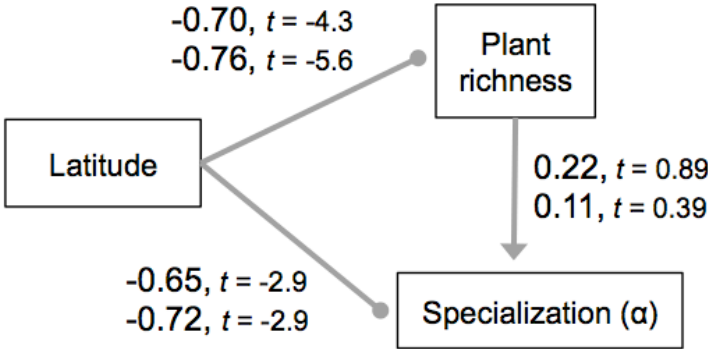 -0.70, t = -4.3
-0.76, t = -5.6
Plant
richness
Latitude
0.22, t = 0.89
0.11, t = 0.39
-0.65, t = -2.9
-0.72, t = -2.9
Specialization (α)